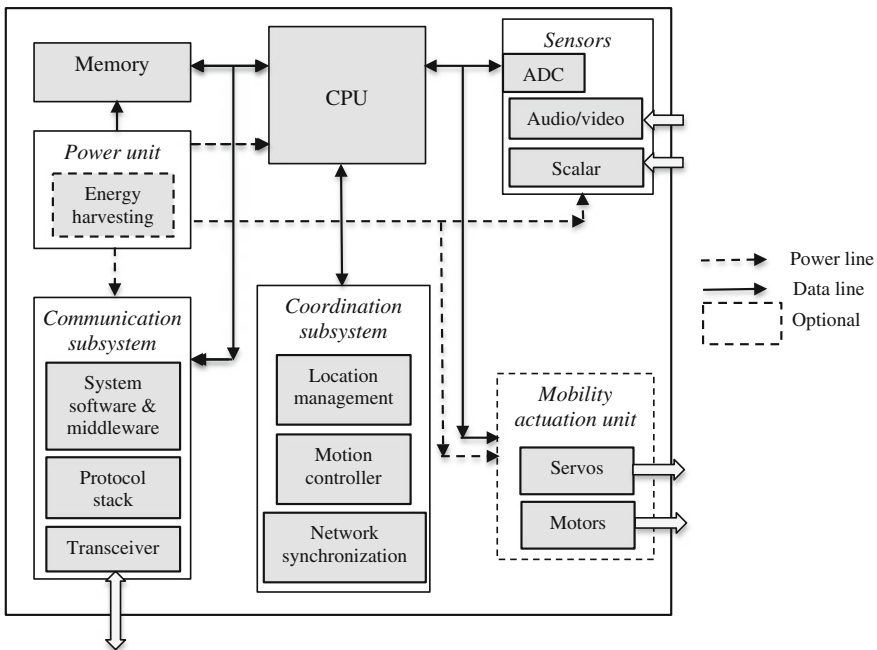 Memory
CPU
Sensors
ADC
Audio/video
Scalar
Power unit
Energy
harvesting
Communication
subsystem
System
software &
middleware
Protocol
stack
Transceiver
Coordination
subsystem
Location
management
Motion
controller
Network
synchronization
Mobility
actuation unit
Servos
Motors
Power line
Data line
Optional